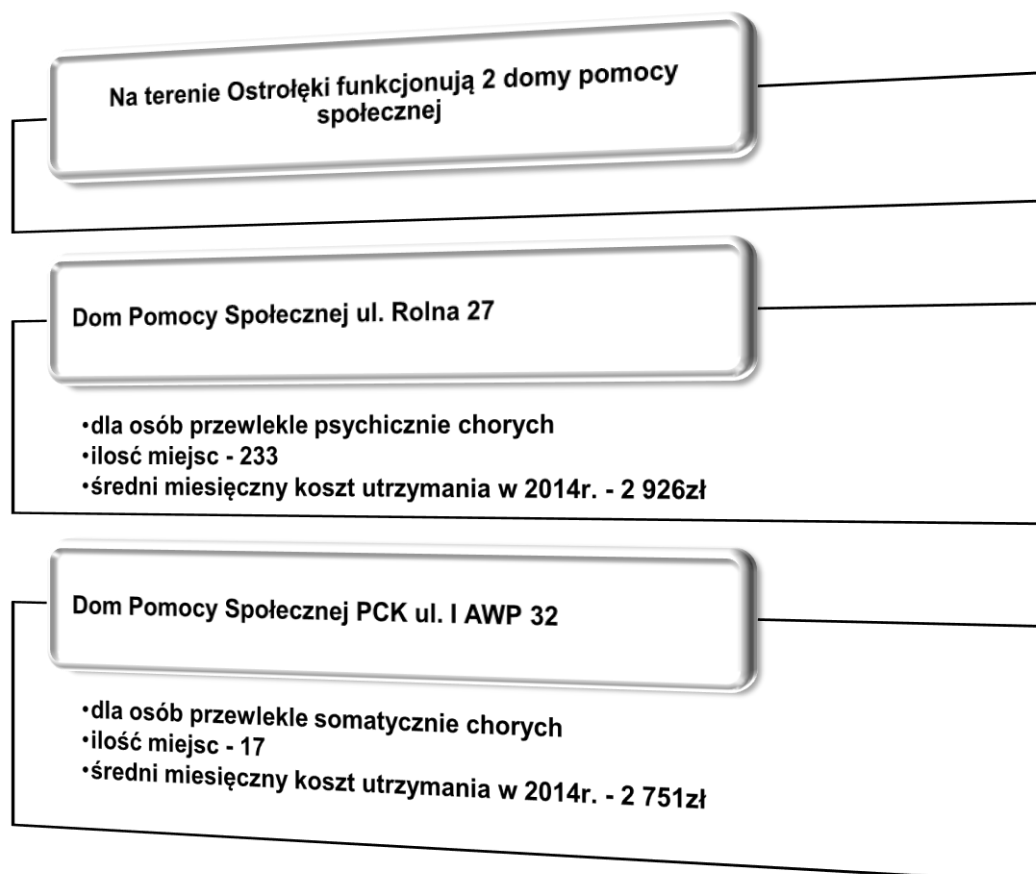 Na terenie Ostrołęki funkcjonują 2 domy pomocy
społecznej
Dom Pomocy Społecznej ul. Rolna 27
•dla osób przewlekle psychicznie chorych
•ilosć miejsc - 233
•średni miesięczny koszt utrzymania w 2014r. - 2 926zł
Dom Pomocy Społecznej PCK ul. I AWP 32
•dla osób przewlekle somatycznie chorych
•ilość miejsc - 17
•średni miesięczny koszt utrzymania w 2014r. - 2 751zł